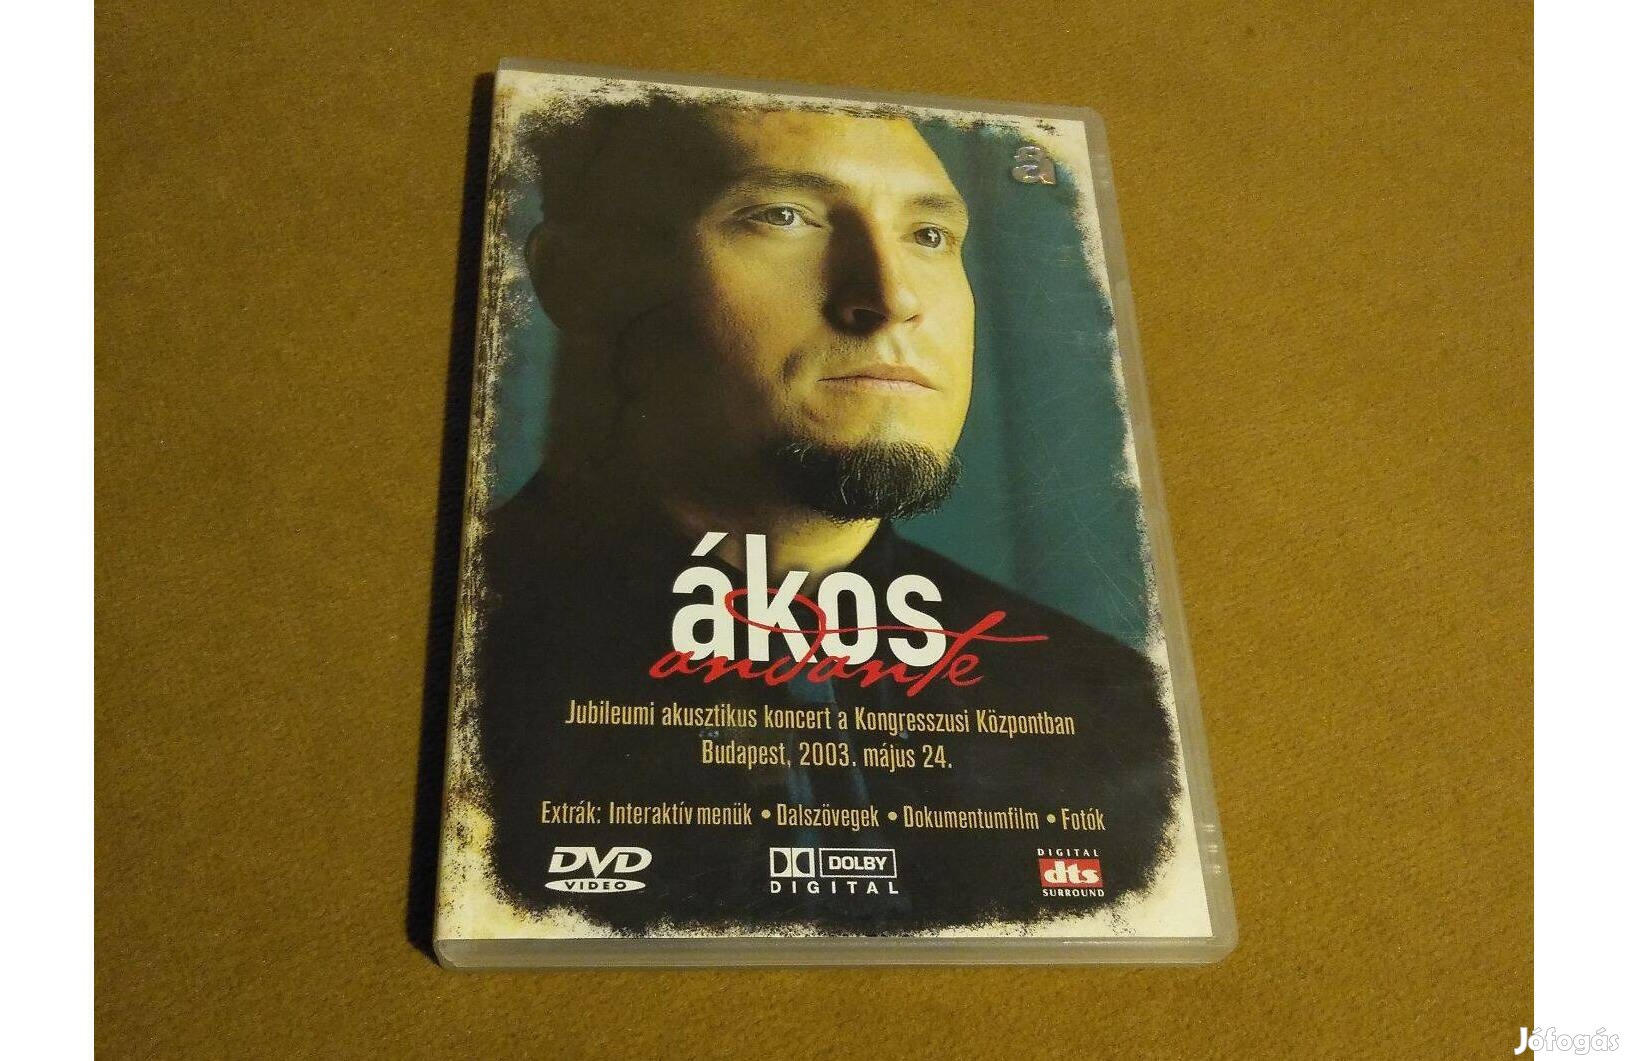 a
ákos
andante
Jubileumi akusztikus koncert a Kongresszusi Központban
Budapest, 2003. május 24.
Extrák: Interaktív menük • Dalszövegek • Dokumentumfilm • Fotók
DVD
VIDEO
DOLBY
DIGITAL
DIGITAL
dts
SURROUND
Jófogás